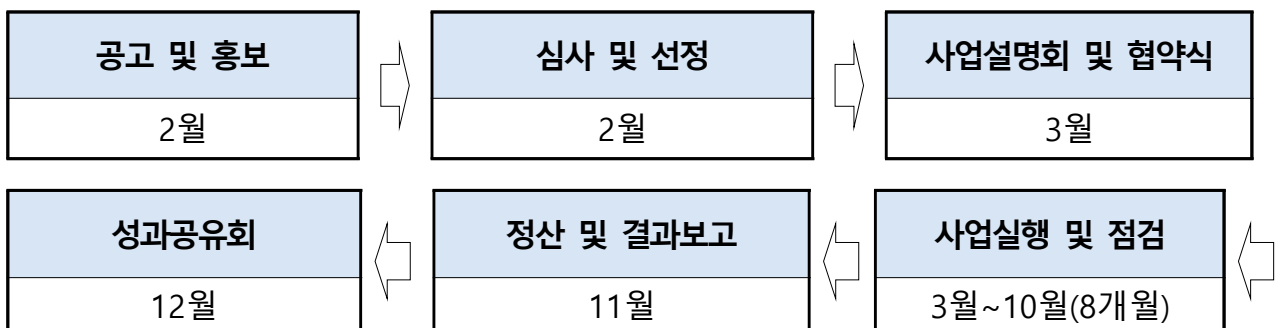 공고 및 홍보
심사 및 선정
사업설명회 및 협약식
2월
2월
3월
성과공유회
정산 및 결과보고
사업실행 및 점검
12월
11월
3월~10월(8개월)